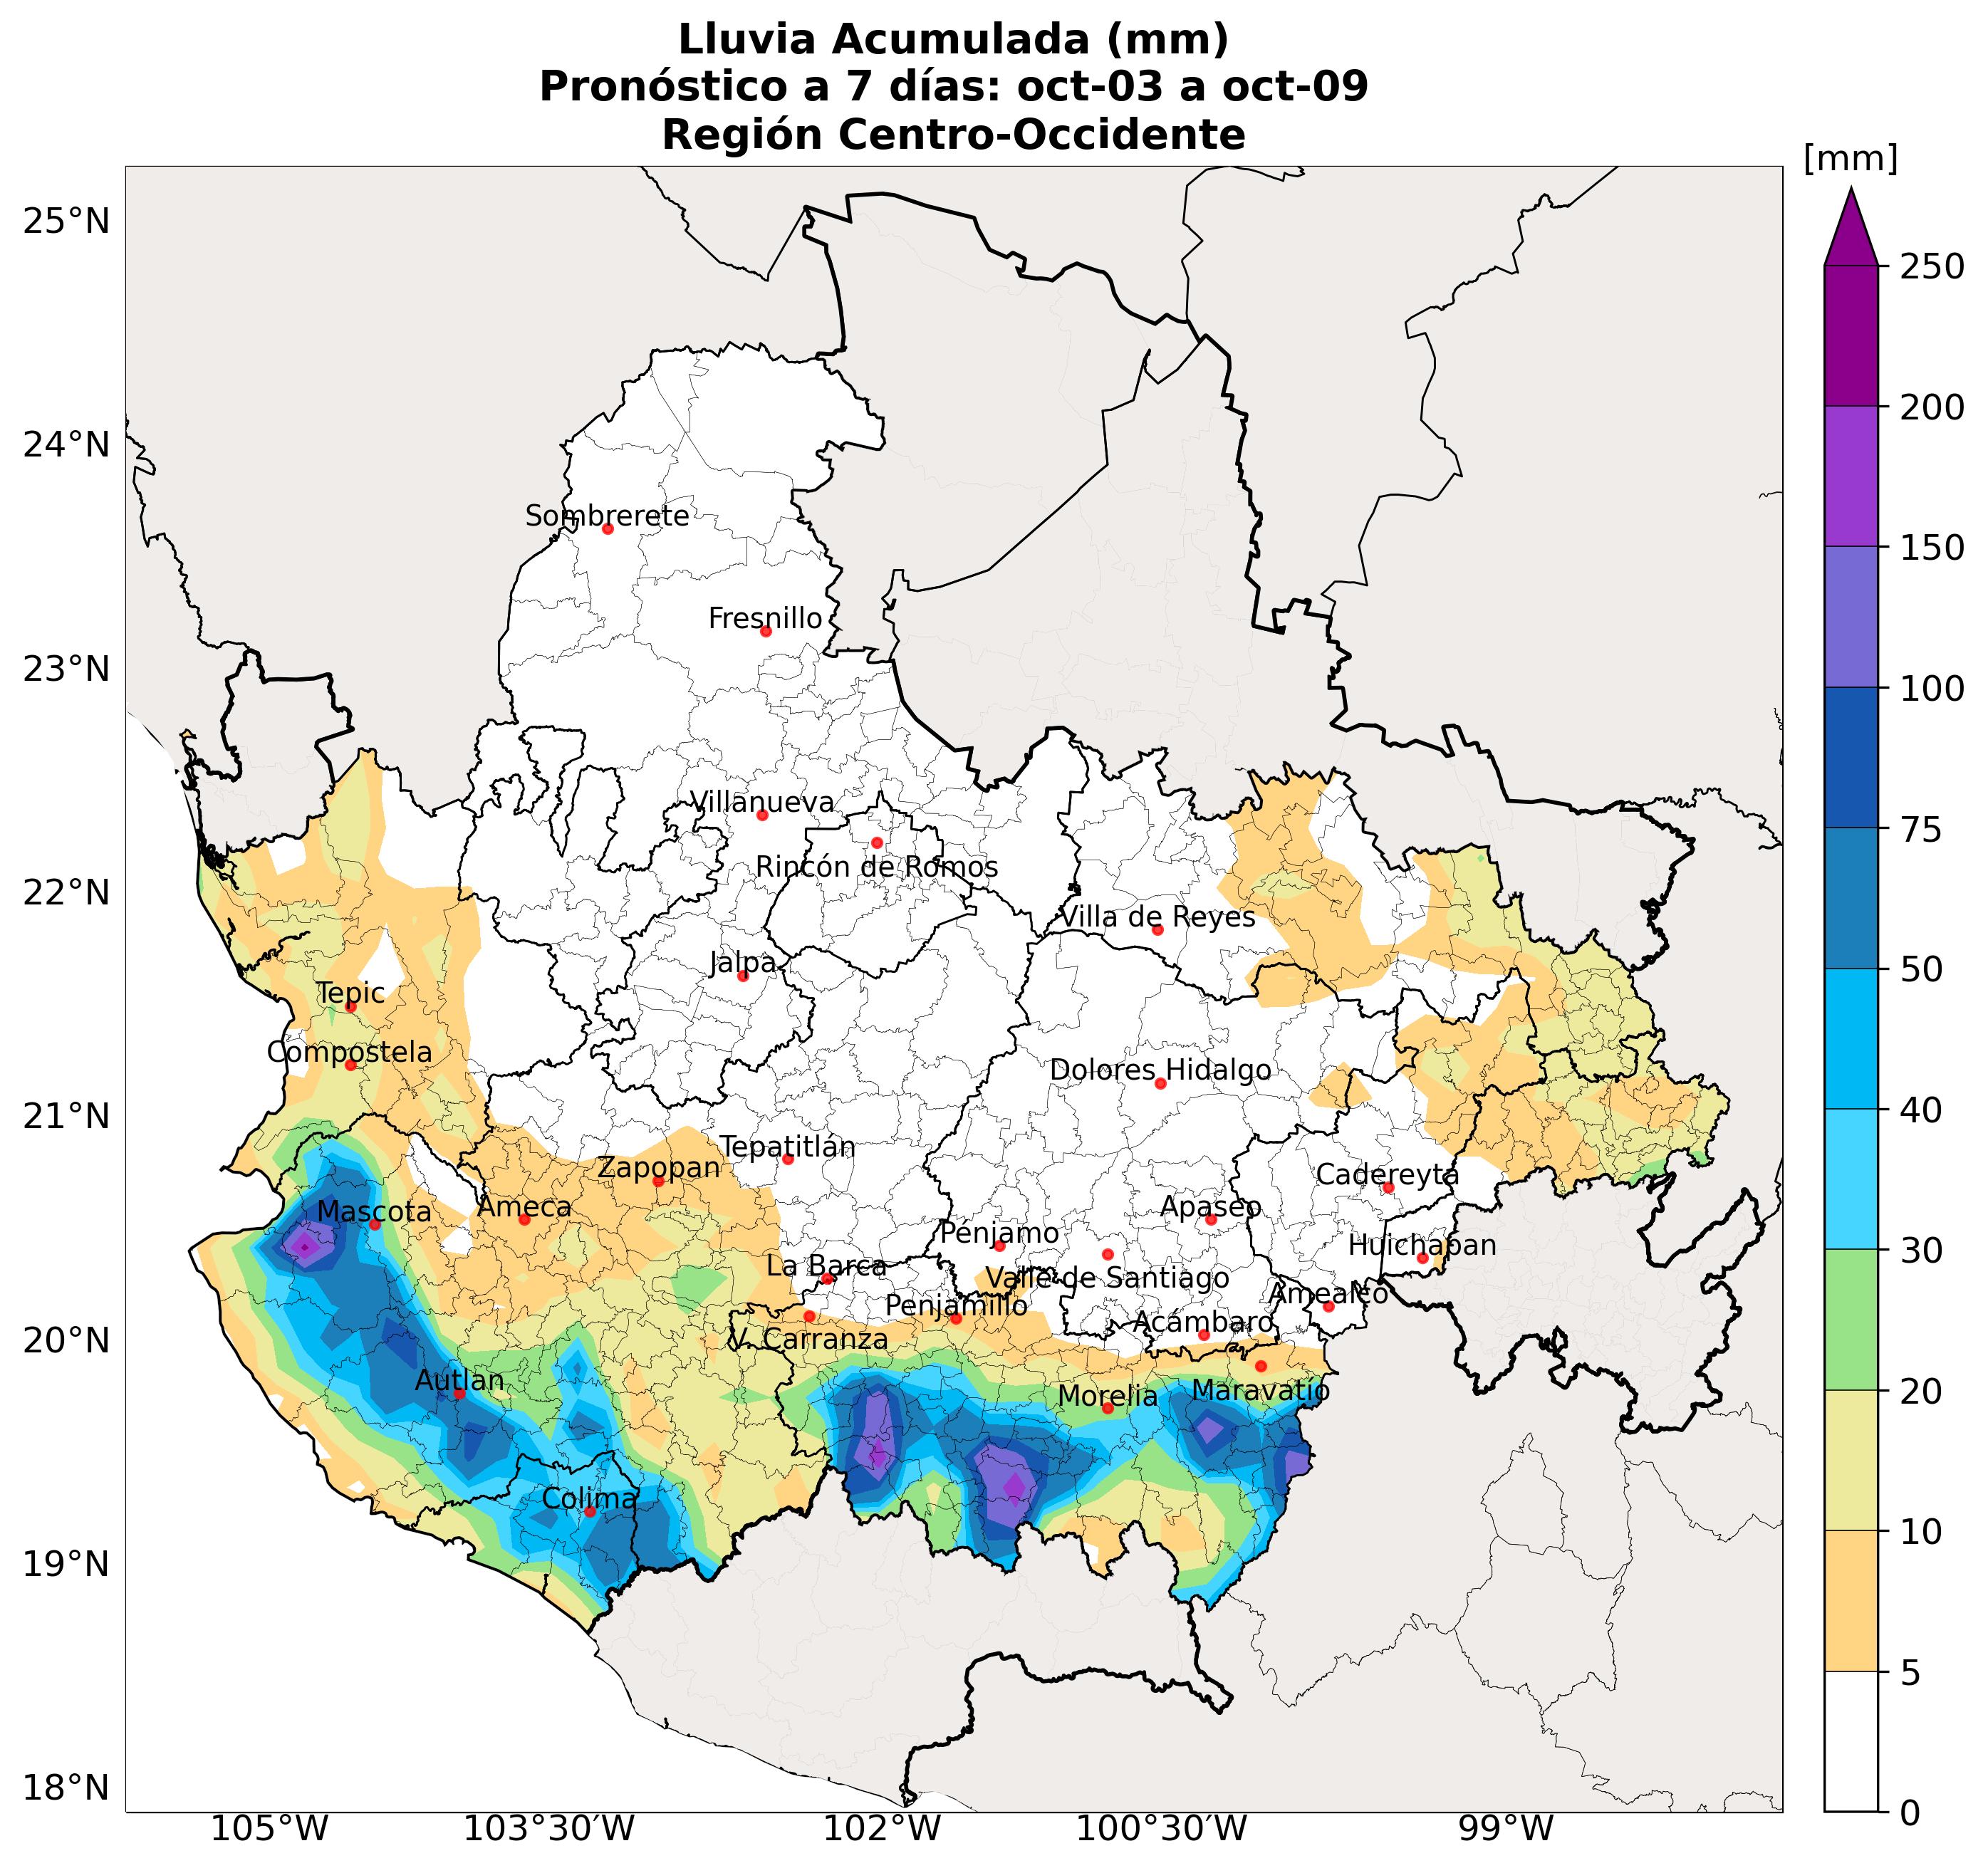 Lluvia Acumulada (mm)
Pronóstico a 7 días: oct-03 a oct-09
Región Centro-Occidente
[mm]
25°N
24°N
23°N
22°N
21°N
20°N
19°N
18°N
Sombrerete
Fresnillo
Villanueva
Rincón de Romos
Villa de Reyes
Jalpa
Tepic
Compostela
Dolores Hidalgo
Tepatitlán
Zapopan
Cadereyta
Mascota
Ameca
Apaseo
Pénjamo
Huichapan
La Barca
Valle de Santiago
Amealco
Penjamillo
Acámbaro
V. Carranza
Autlan
Morelia
Maravatío
Colima
105°W
103°30'W
102°W
100°30'W
99°W
250
200
150
100
75
50
40
30
20
10
5
0